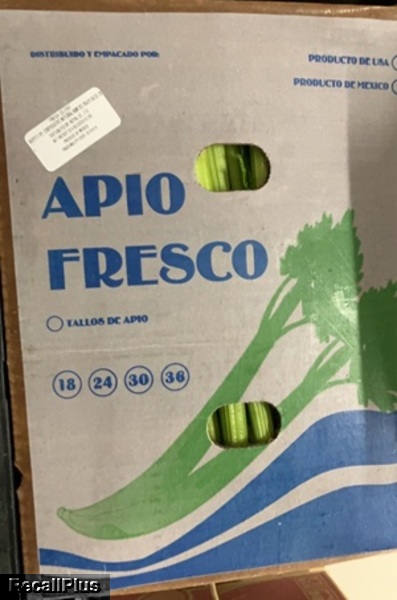 DISTRIBUIDO Y EMPACADO POR:
PRODUCTO DE USA
PRODUCTO DE MEXICO
APIO
FRESCO
TALLOS DE APIO
18 24 30 36
RecallPlus